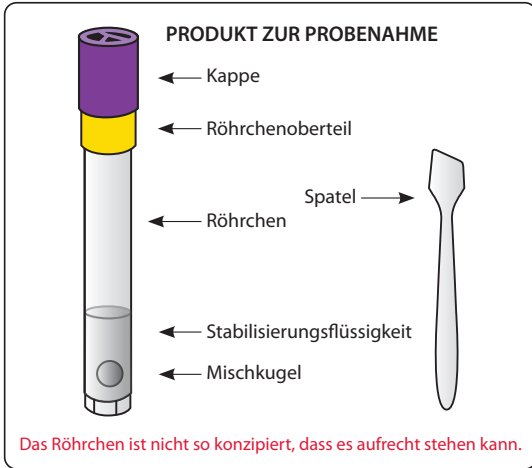 PRODUKT ZUR PROBENAHME
Kappe
Röhrchenoberteil
Spatel
Röhrchen
Stabilisierungsflüssigkeit
Mischkugel
Das Röhrchen ist nicht so konzipiert, dass es aufrecht stehen kann.